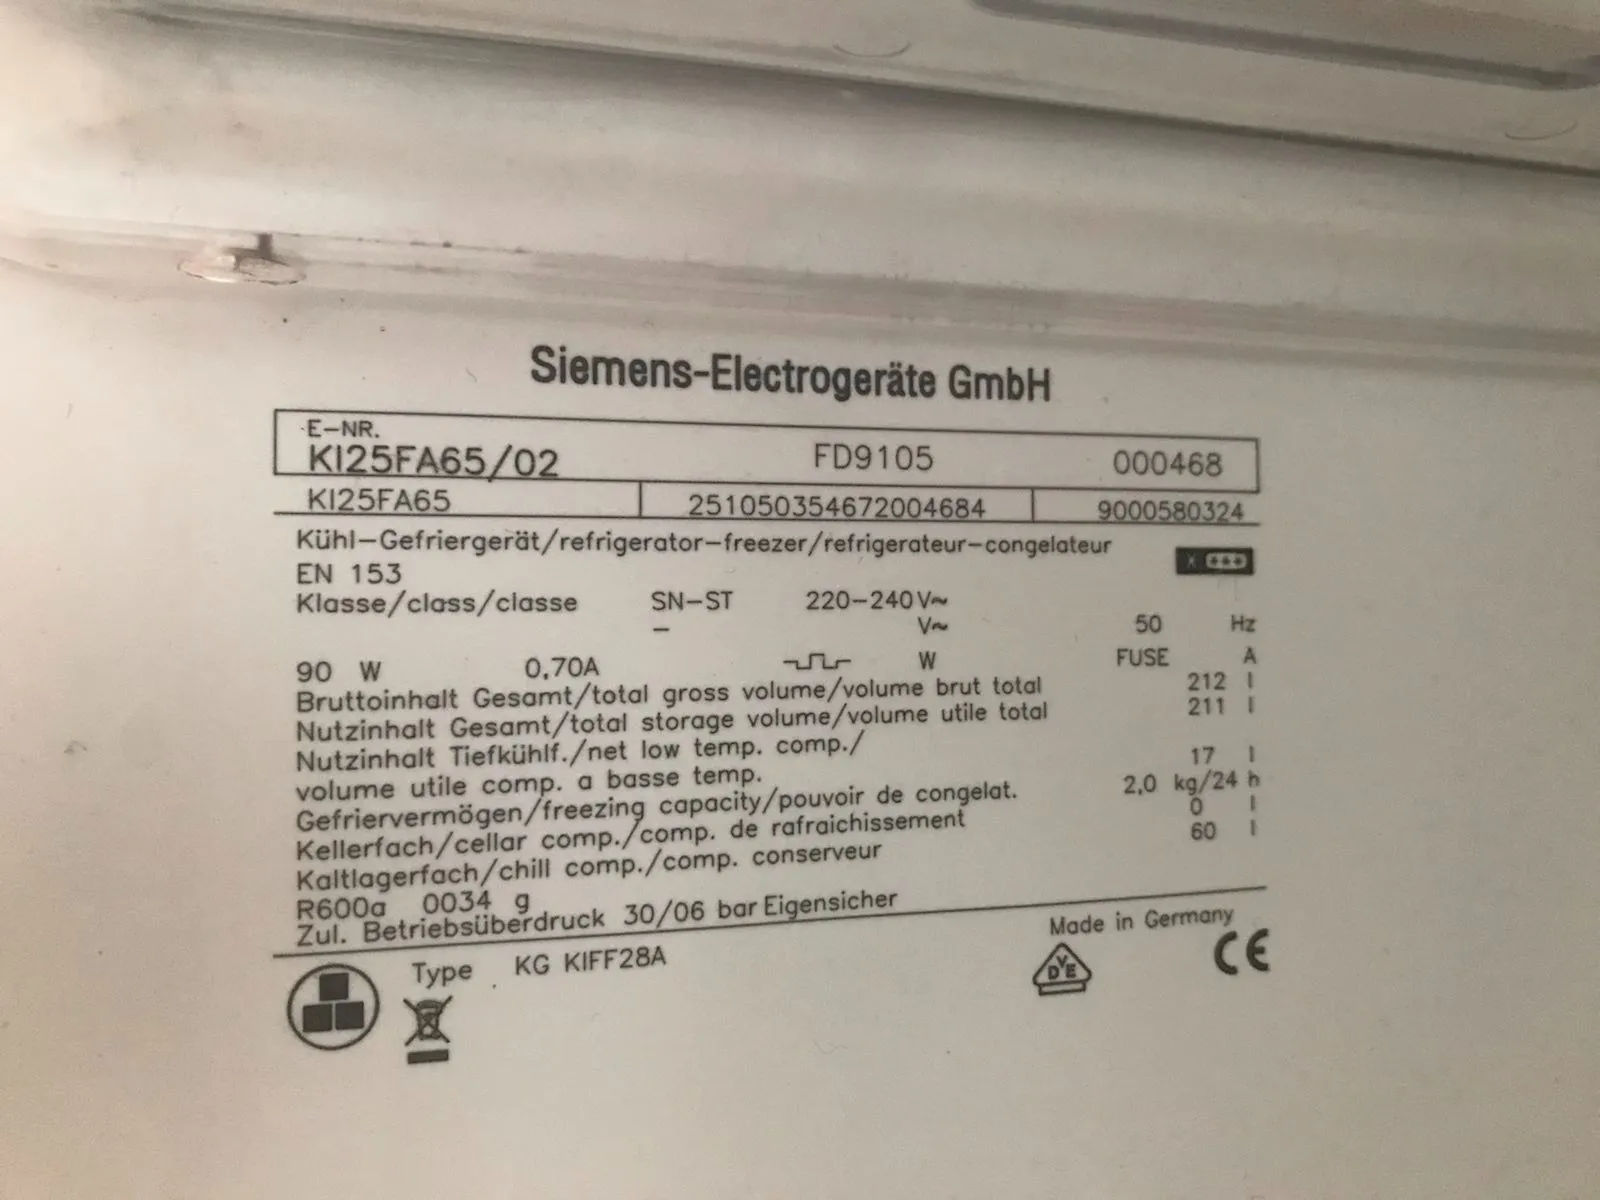 Siemens-Electrogeräte GmbH
E-NR.
KI25FA65/02 FD9105 000468
KI25FA65 251050354672004684 9000580324
Kühl-Gefriergerät/refrigerator-freezer/refrigerateur-congelateur
EN 153
Klasse/class/classe SN-ST 220-240V~
- V~ 50 Hz
90 W 0,70A W FUSE A
Bruttoinhalt Gesamt/total gross volume/volume brut total 212 l
Nutzinhalt Gesamt/total storage volume/volume utile total 211 l
Nutzinhalt Tiefkühlf./net low temp. comp./
volume utile comp. a basse temp. 17 l
Gefriervermögen/freezing capacity/pouvoir de congelat. 2,0 kg/24 h
Kellerfach/cellar comp./comp. de rafraichissement 0 l
Kaltlagerfach/chill comp./comp. conserveur 60 l
R600a 0034 g
Zul. Betriebsüberdruck 30/06 bar Eigensicher
Made in Germany
Type KG KIFF28A
DVE CE